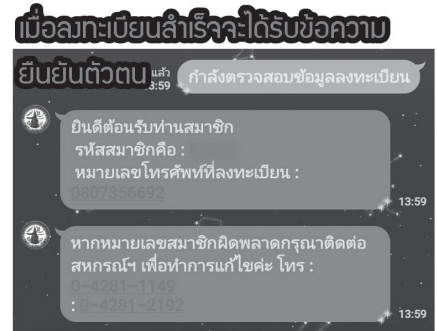 เมื่อลงทะเบียนสำเร็จจะได้รับข้อความ
ยืนยันตัวตน
แล้ว
13:59
กำลังตรวจสอบข้อมูลลงทะเบียน
ยินดีต้อนรับท่านสมาชิก
รหัสสมาชิกคือ :
หมายเลขโทรศัพท์ที่ลงทะเบียน :
0807356692
13:59
หากหมายเลขสมาชิกผิดพลาดกรุณาติดต่อ
สหกรณ์ฯ เพื่อทำการแก้ไขค่ะ โทร :
0-4281-1149
: 0-4281-2192
13:59